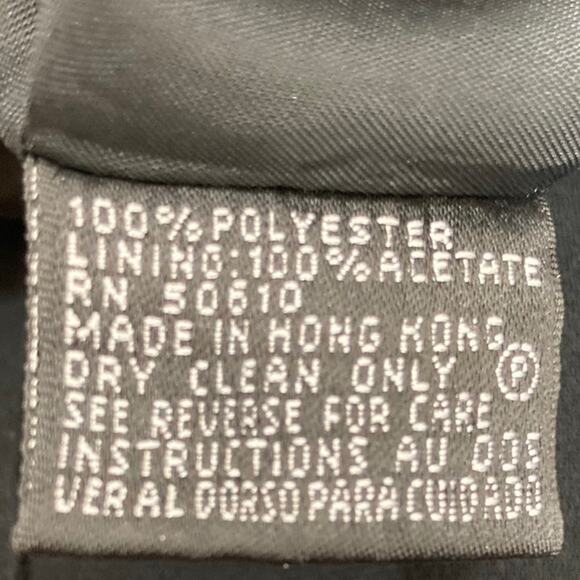 100% POLYESTER
LINING: 100% ACETATE
RN 50610
MADE IN HONG KONG
DRY CLEAN ONLY Ⓟ
SEE REVERSE FOR CARE
INSTRUCTIONS AU DOS
VER AL DORSO PARA CUIDADO